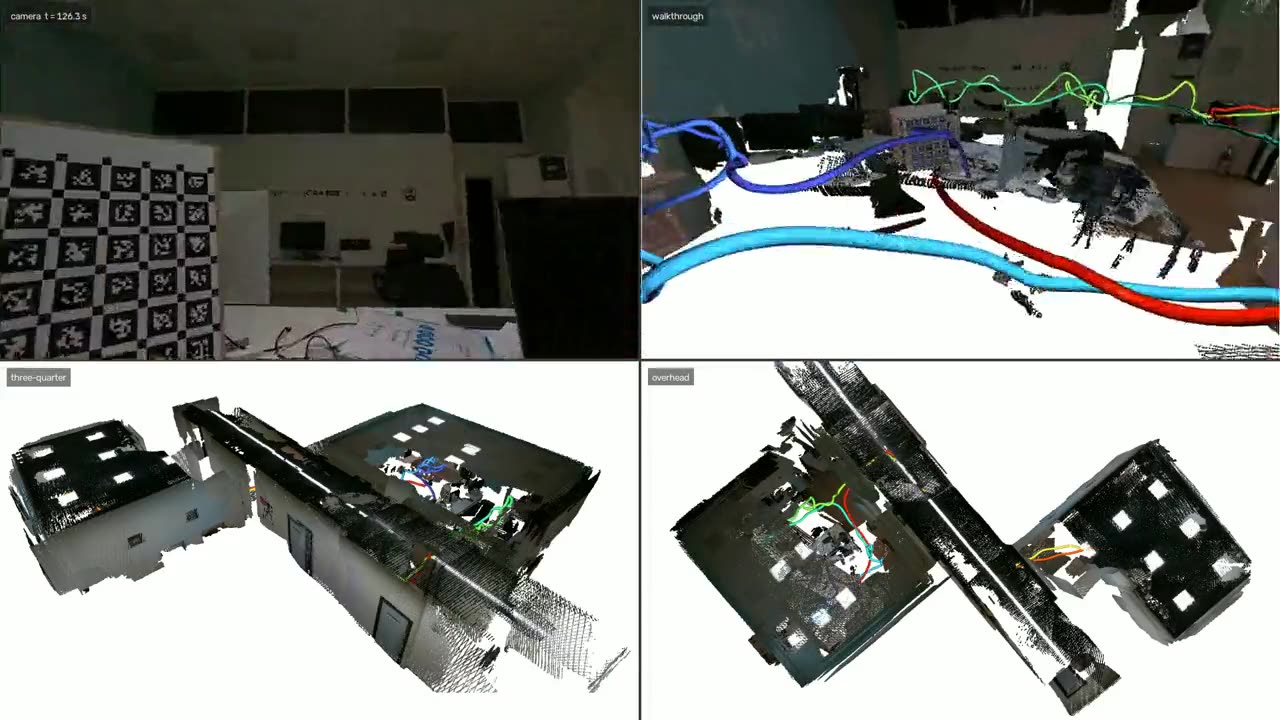 camera t = 126.3 s
walkthrough
three-quarter
overhead